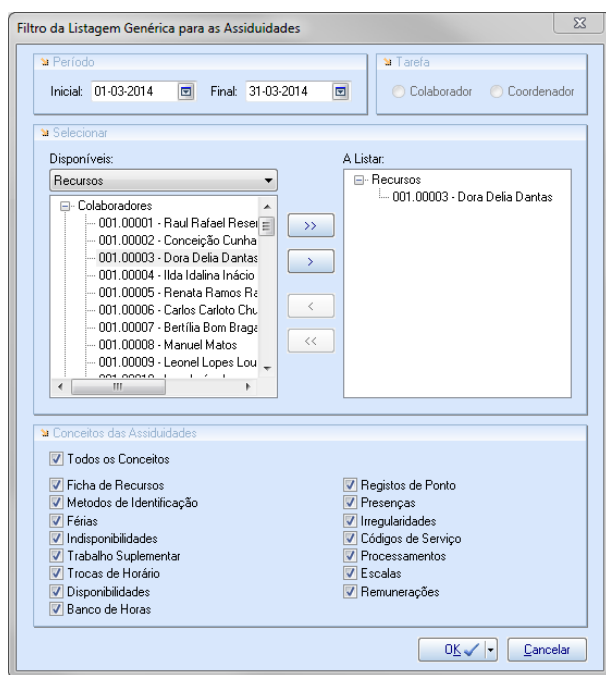 Filtro da Listagem Genérica para as Assiduidades
Período
Inicial: 01-03-2014 Final: 31-03-2014
Tarefa
Colaborador Coordenador
Selecionar
Disponíveis:
Recursos
Colaboradores
001.00001 - Raul Rafael
001.00002 - Conceição Cunha
001.00003 - Dora Delia Dantas
001.00004 - Ilda Idalina Inácio
001.00005 - Renata Ramos
001.00006 - Carlos Carloto
001.00007 - Bertília Bom Braga
001.00008 - Manuel Matos
001.00009 - Leonel Lopes
>>
>
<
<<
A Listar:
Recursos
001.00003 - Dora Delia Dantas
Conceitos das Assiduidades
Todos os Conceitos
Ficha de Recursos
Metodos de Identificação
Férias
Indisponibilidades
Trabalho Suplementar
Trocas de Horário
Disponibilidades
Banco de Horas
Registos de Ponto
Presenças
Irregularidades
Códigos de Serviço
Processamentos
Escalas
Remunerações
OK
Cancelar